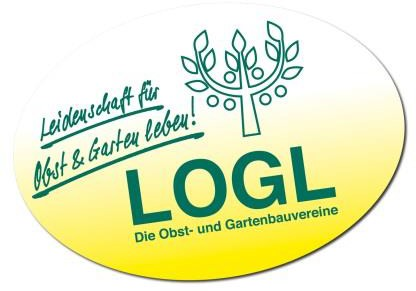 Leidenschaft für
Obst & Garten leben!
LOGL
Die Obst- und Gartenbauvereine